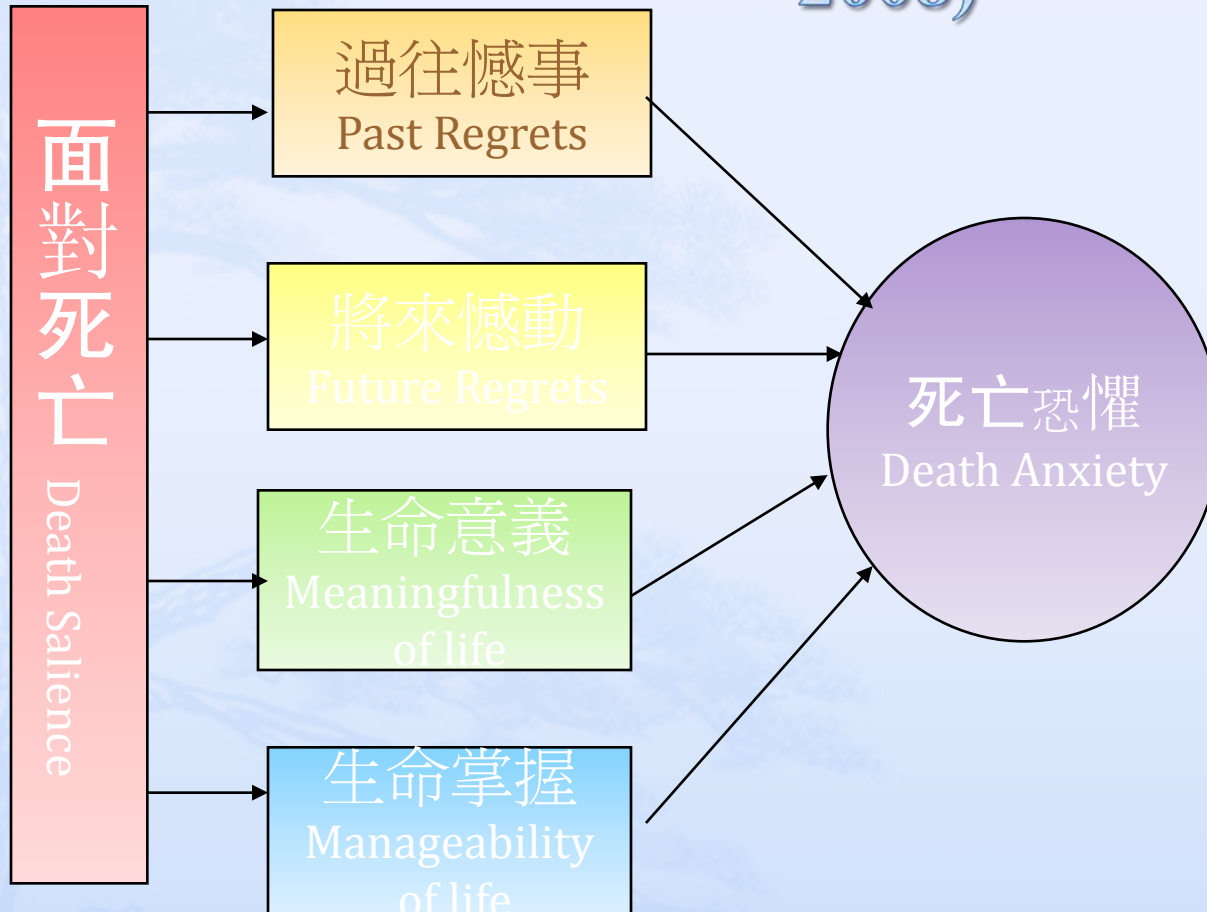 2008)
面對死亡 Death Salience
過往憾事
Past Regrets
將來憾動
Future Regrets
生命意義
Meaningfulness
of life
生命掌握
Manageability
of life
死亡恐懼
Death Anxiety